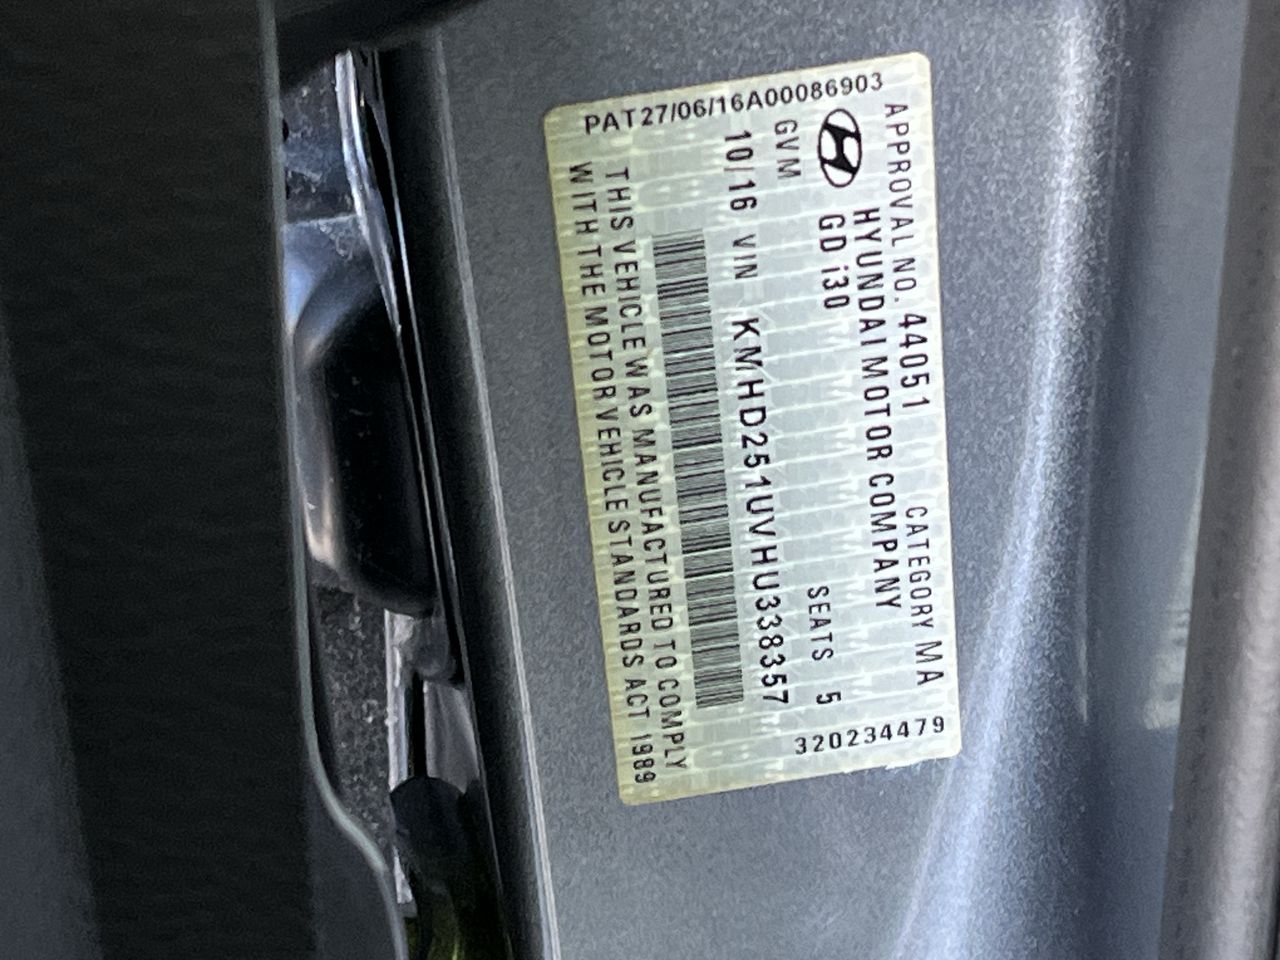 APPROVAL NO. 44051 CATEGORY MA
HYUNDAI MOTOR COMPANY
GD i30
GVM SEATS 5
10/16 VIN KMHD251UVHU338357
THIS VEHICLE WAS MANUFACTURED TO COMPLY
WITH THE MOTOR VEHICLE STANDARDS ACT 1989
PAT27/06/16A00086903
320234479